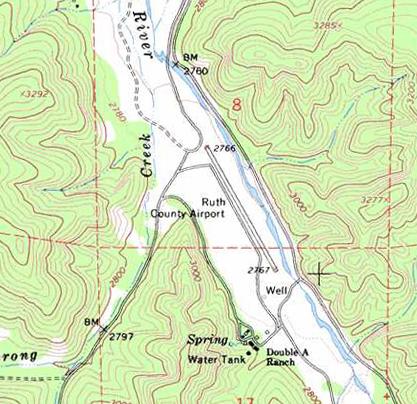 River
3285
BM
2760
3292
8
2780
Creek
2766
3000
3277
Ruth
County Airport
2800
3000
2767
Well
BM
2797
rong
Spring
Water Tank
Double A
Ranch
2800
17